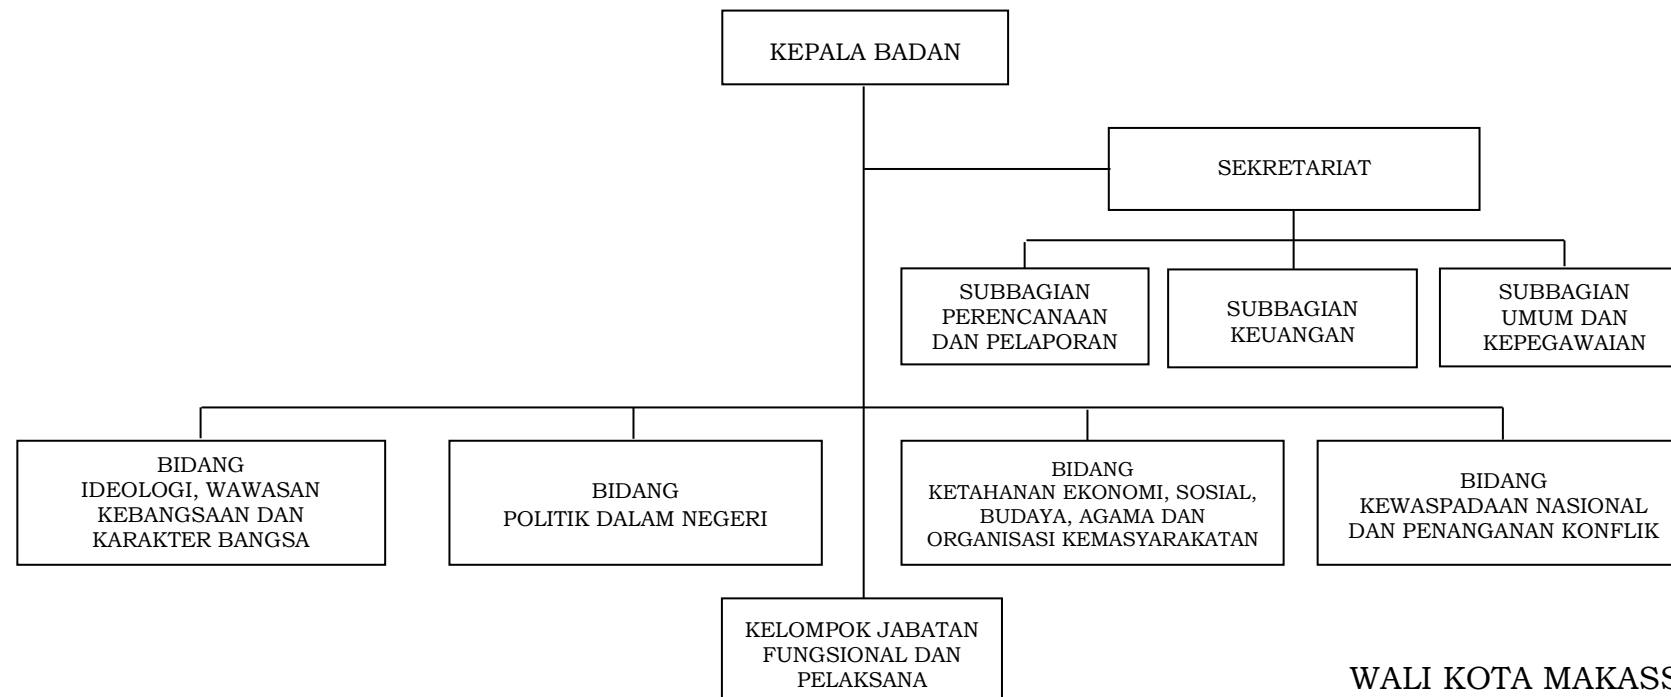 KEPALA BADAN
SEKRETARIAT
SUBBAGIAN
PERENCANAAN
DAN PELAPORAN
SUBBAGIAN
KEUANGAN
SUBBAGIAN
UMUM DAN
KEPEGAWAIAN
BIDANG
IDEOLOGI, WAWASAN
KEBANGSAAN DAN
KARAKTER BANGSA
BIDANG
POLITIK DALAM NEGERI
BIDANG
KETAHANAN EKONOMI, SOSIAL,
BUDAYA, AGAMA DAN
ORGANISASI KEMASYARAKATAN
BIDANG
KEWASPADAAN NASIONAL
DAN PENANGANAN KONFLIK
KELOMPOK JABATAN
FUNGSIONAL DAN
PELAKSANA
WALI KOTA MAKASS